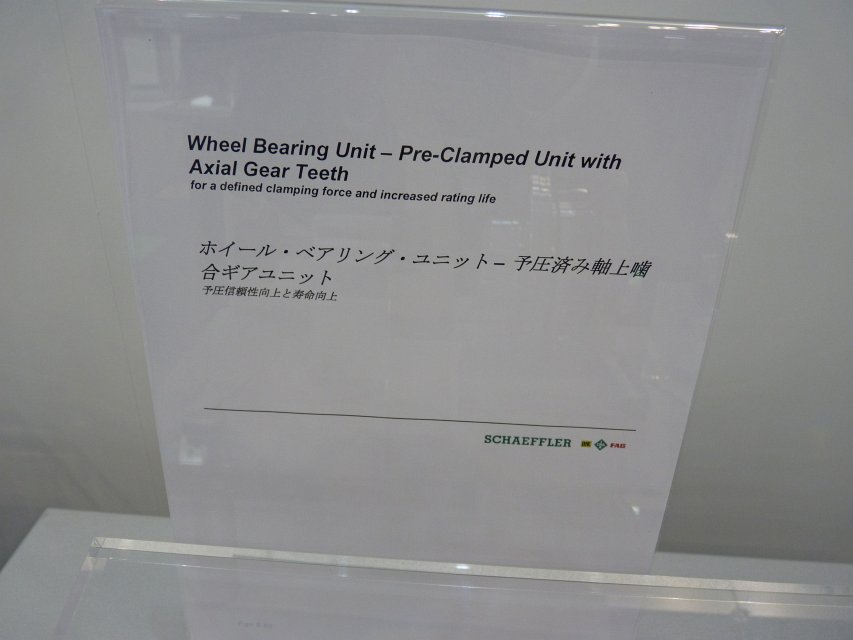 Wheel Bearing Unit – Pre-Clamped Unit with
Axial Gear Teeth
for a defined clamping force and increased rating life
ホイール・ベアリング・ユニット– 予圧済み軸上噛
合ギアユニット
予圧信頼性向上と寿命向上
SCHAEFFLER INA FAG